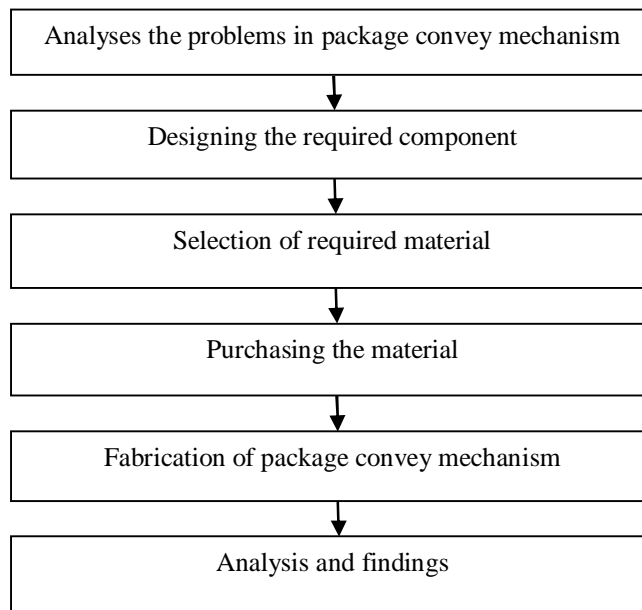 Analyses the problems in package convey mechanism
Designing the required component
Selection of required material
Purchasing the material
Fabrication of package convey mechanism
Analysis and findings